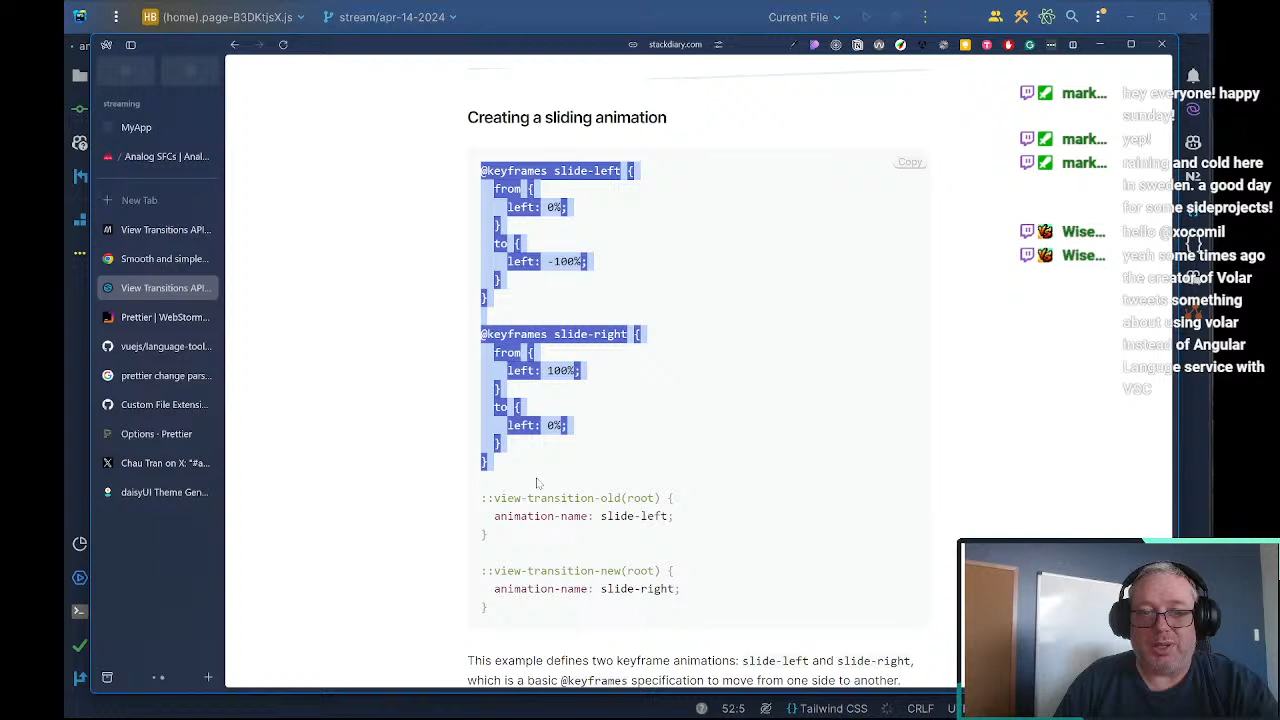 HB (home).page-B3DKtjsX.js
stream/apr-14-2024
Current File
stackdiary.com
streaming
MyApp
/ Analog SFCs | Anal...
New Tab
View Transitions API...
Smooth and simple...
View Transitions API...
Prettier | WebStorm...
vuejs/language-tool...
prettier change pars...
Custom File Extensi...
Options · Prettier
Chau Tran on X: "#a...
daisyUI Theme Gen...
Creating a sliding animation
Copy
@keyframes slide-left {
from {
left: 0%;
}
to {
left: -100%;
}
}
@keyframes slide-right {
from {
left: 100%;
}
to {
left: 0%;
}
}
::view-transition-old(root) {
animation-name: slide-left;
}
::view-transition-new(root) {
animation-name: slide-right;
}
This example defines two keyframe animations: slide-left and slide-right,
which is a basic @keyframes specification to move from one side to another.
mark... hey everyone! happy
sunday!
mark... yep!
mark... raining and cold here
in sweden. a good day
for some sideprojects!
Wise... hello @xocomil
Wise... yeah some times ago
the creator of Volar
tweets something
about using volar
instead of Angular
Languge service with
VSC
52:5
Tailwind CSS
CRLF